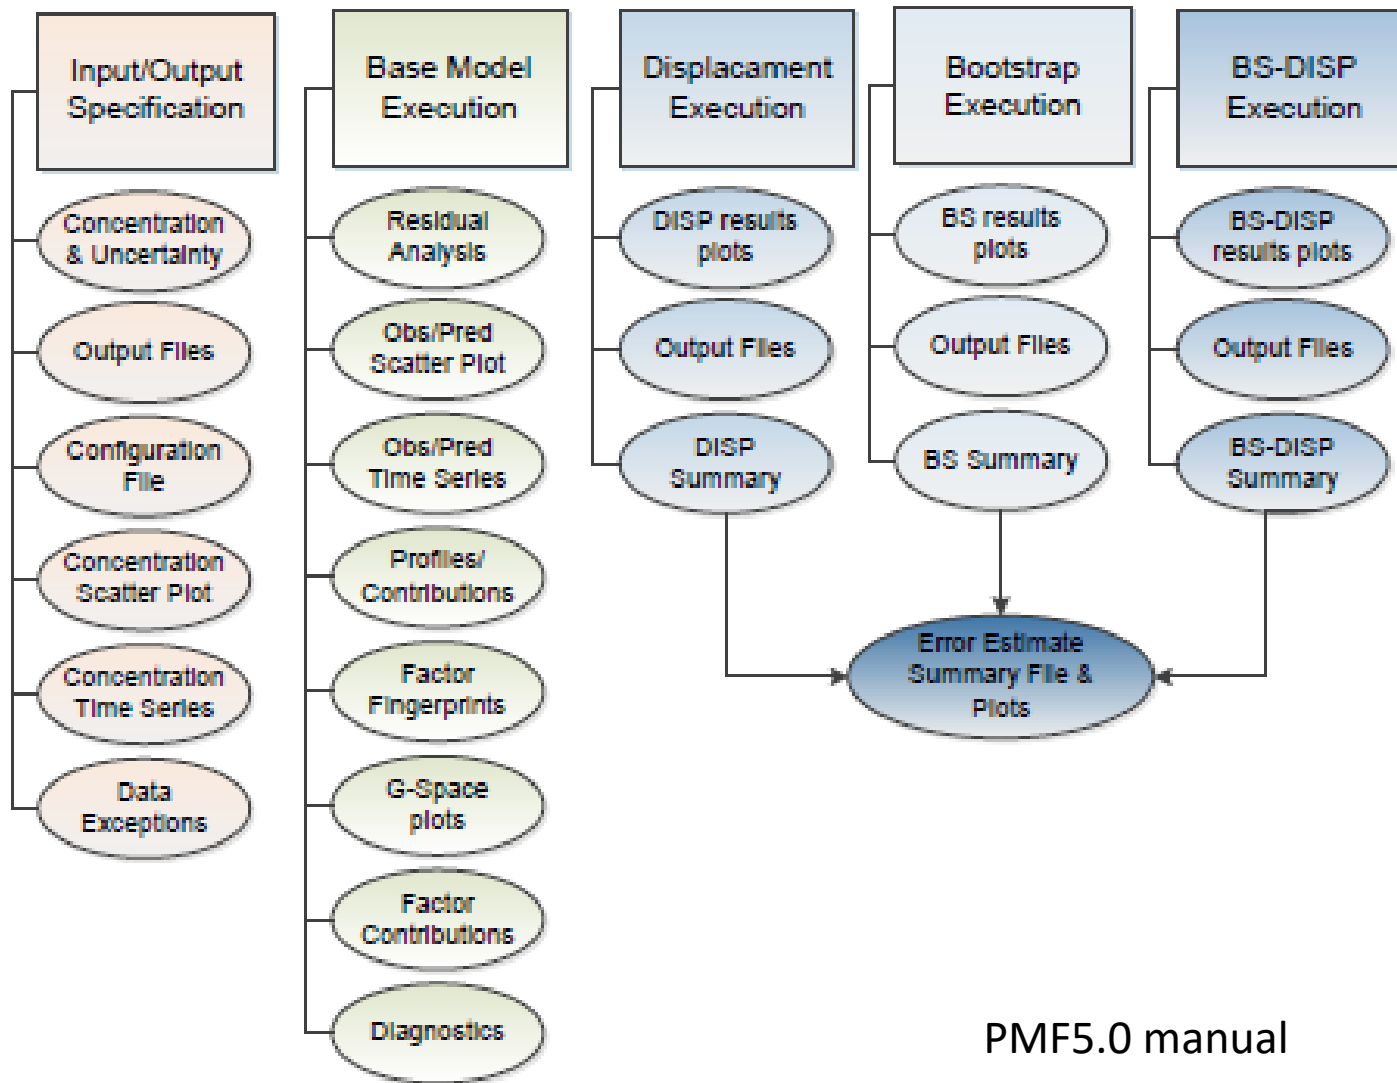 Input/Output
Specification
Concentration
& Uncertainty
Output Files
Configuration
File
Concentration
Scatter Plot
Concentration
Time Series
Data
Exceptions
Base Model
Execution
Residual
Analysis
Obs/Pred
Scatter Plot
Obs/Pred
Time Series
Profiles/
Contributions
Factor
Fingerprints
G-Space
plots
Factor
Contributions
Diagnostics
Displacament
Execution
DISP results
plots
Output Files
DISP
Summary
Bootstrap
Execution
BS results
plots
Output Files
BS Summary
BS-DISP
Execution
BS-DISP
results plots
Output Files
BS-DISP
Summary
Error Estimate
Summary File &
Plots
PMF5.0 manual